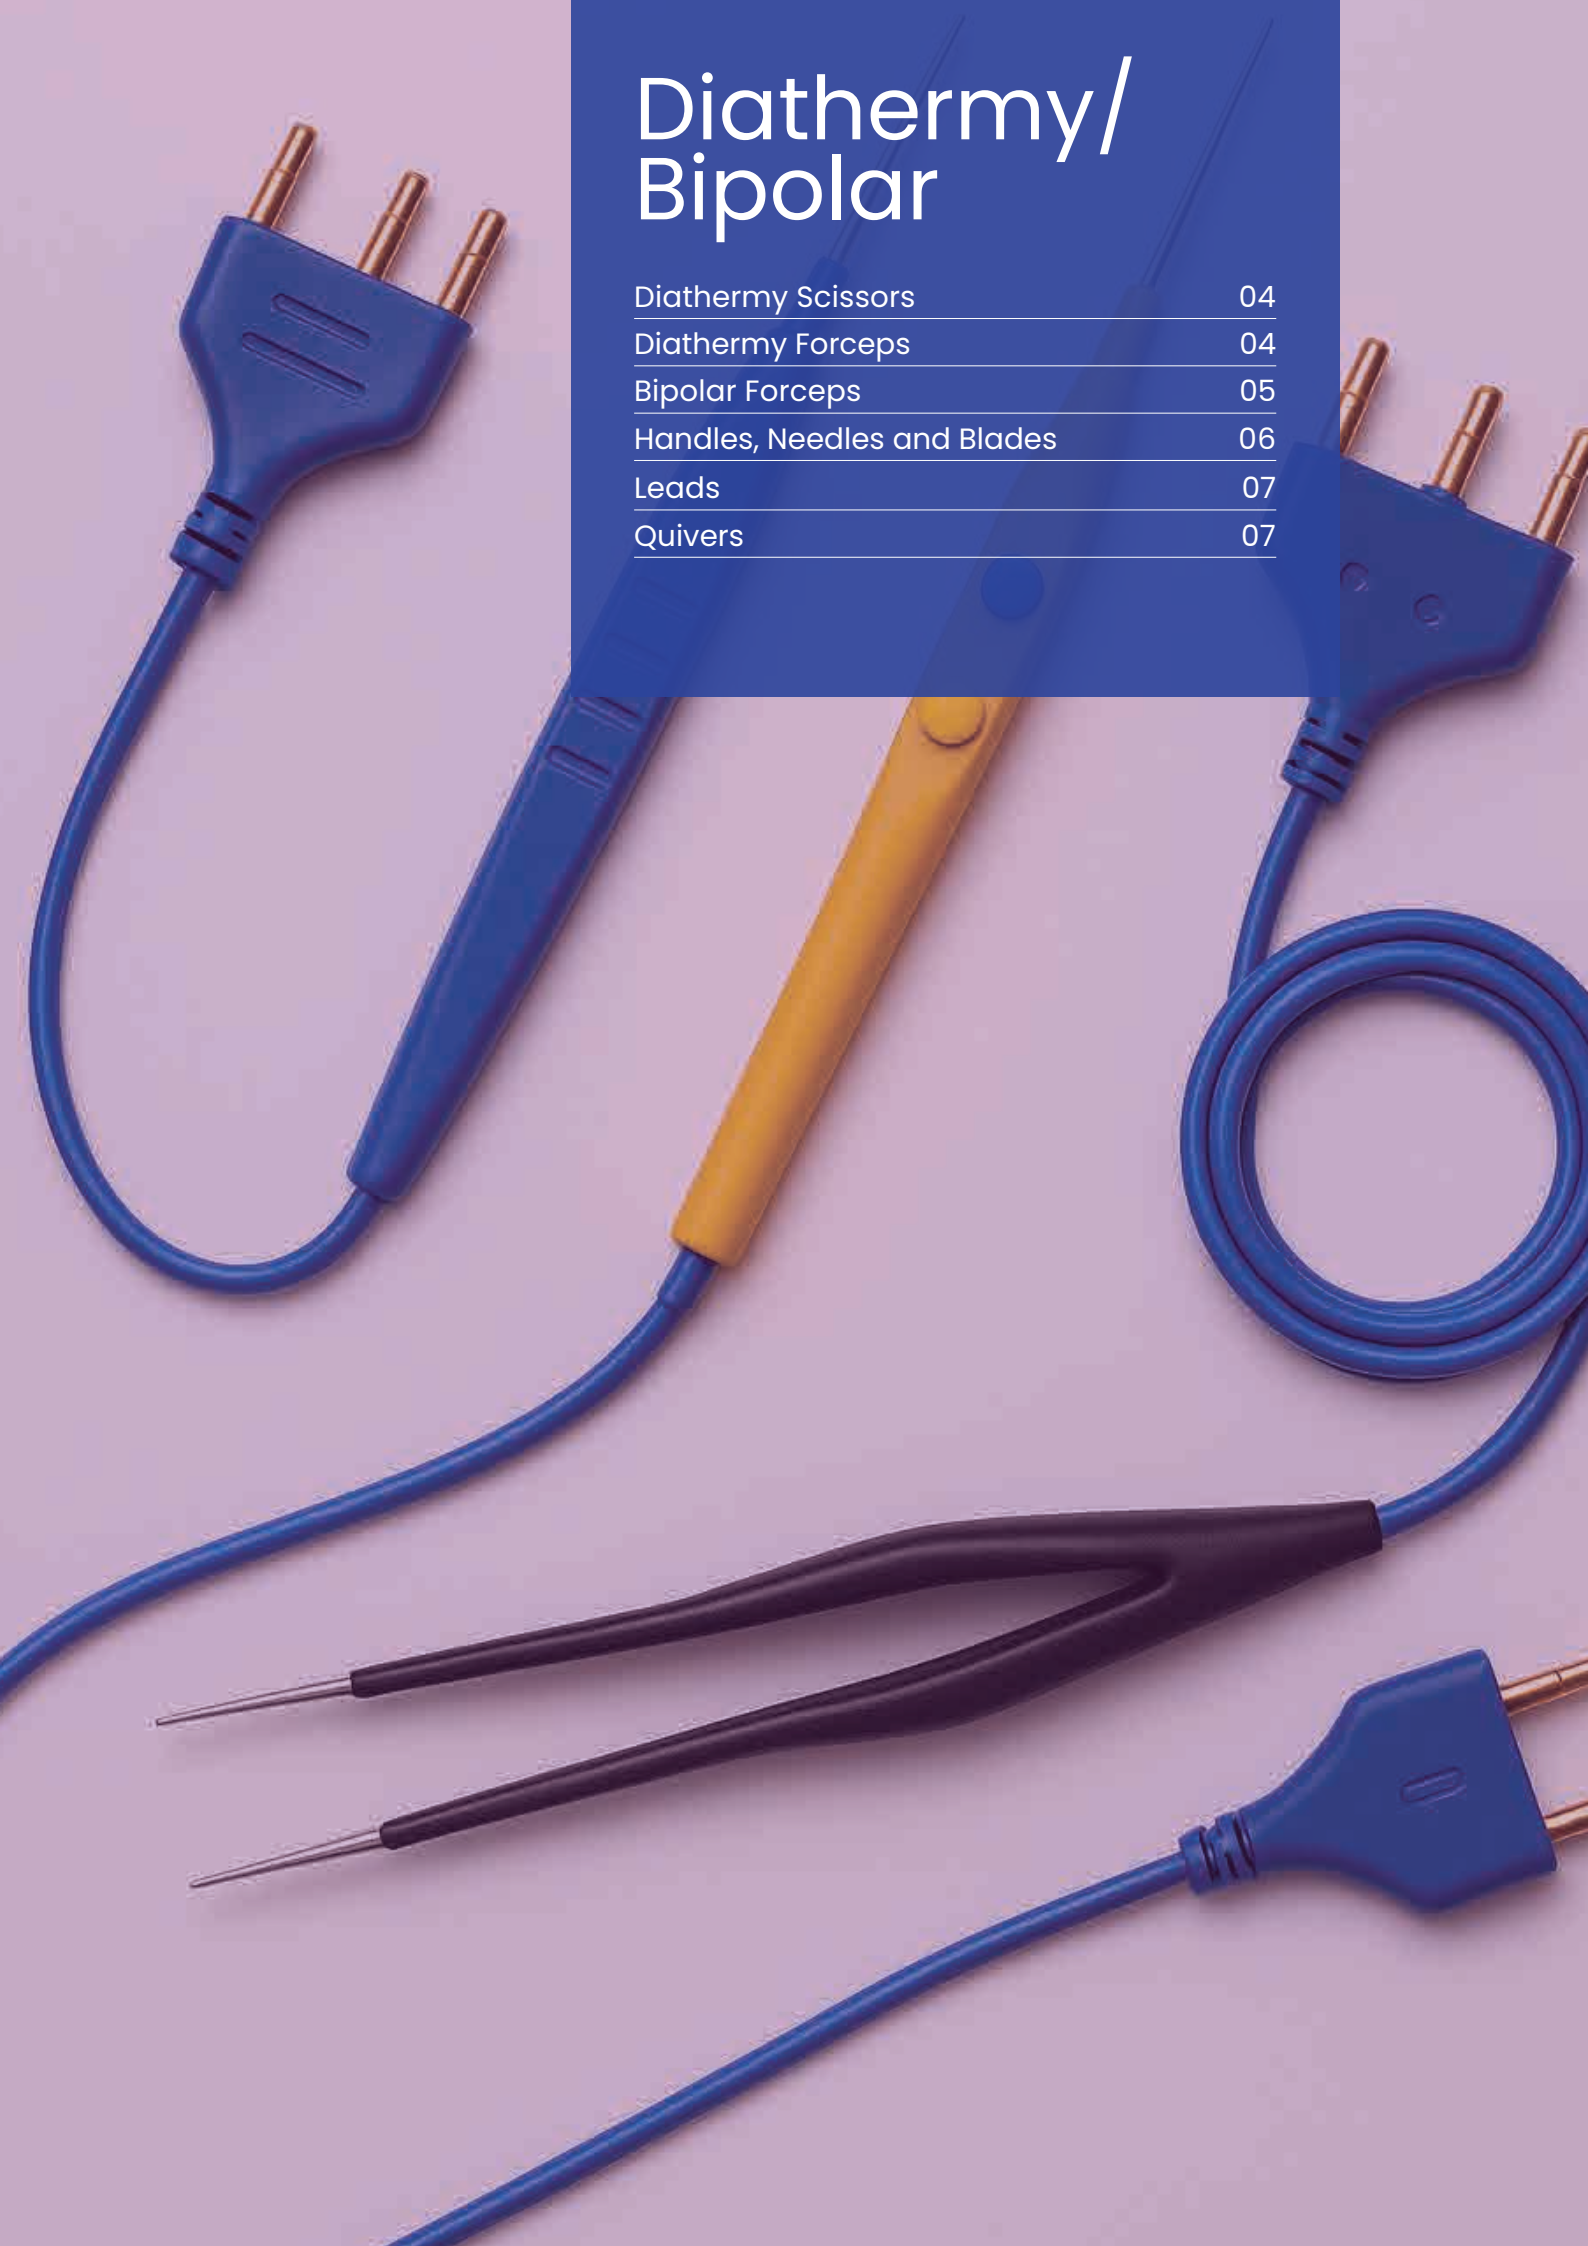 Diathermy/
Bipolar
Diathermy Scissors 04
Diathermy Forceps 04
Bipolar Forceps 05
Handles, Needles and Blades 06
Leads 07
Quivers 07